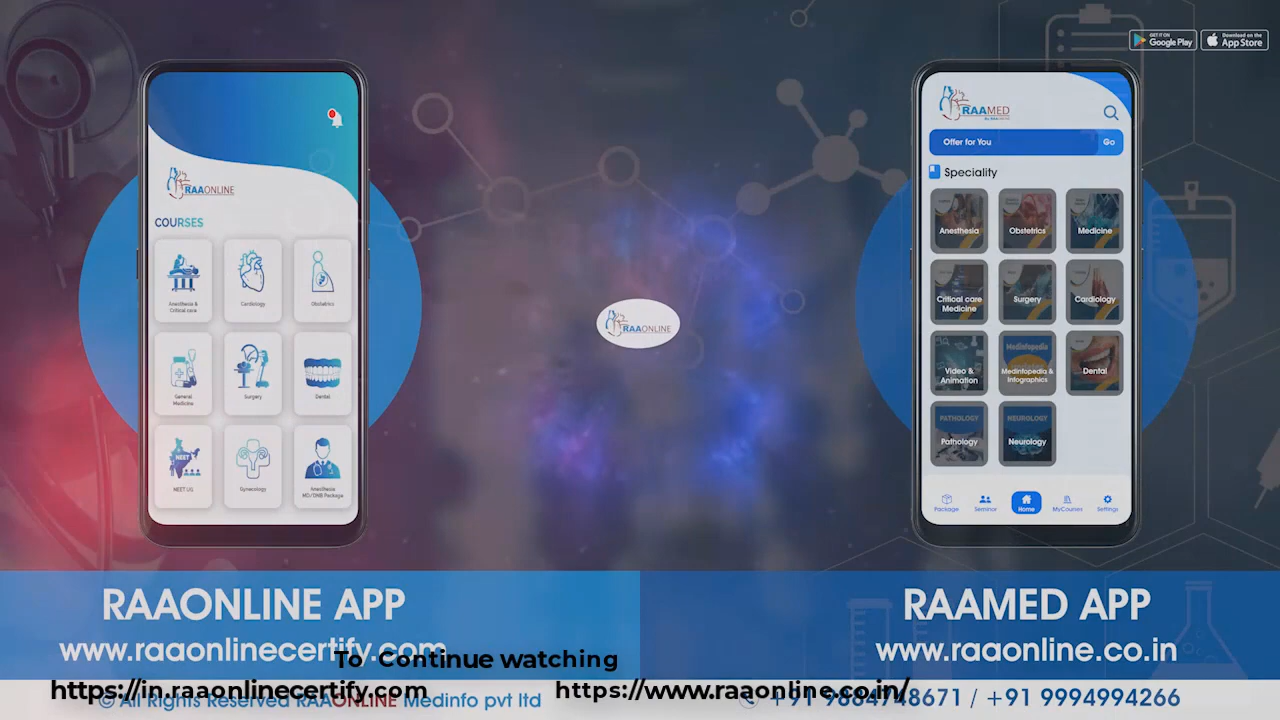 GET IT ON
Google Play
Download on the
App Store
RAAONLINE
COURSES
Anesthesia &
Critical care
Cardiology
Obstetrics
General
Medicine
Surgery
Dental
NEET
NEET UG
Gynecology
Anesthesia
MD/DNB Package
RAAONLINE
RAAMED
Offer for You
Go
Speciality
Anesthesia
Obstetrics
Medicine
Critical care
Medicine
Surgery
Cardiology
Video &
Animation
Medinfopedia
Medinfopedia &
Infographics
Dental
PATHOLOGY
Pathology
NEUROLOGY
Neurology
Package
Seminar
Home
MyCourses
Settings
RAAONLINE APP
www.raaonlinecertify.com
RAAMED APP
www.raaonline.co.in
To Continue watching
https://in.raaonlinecertify.com
https://www.raaonline.co.in/
© All Rights Reserved RAAONLINE Medinfo pvt ltd
+91 9884748671 / +91 9994994266